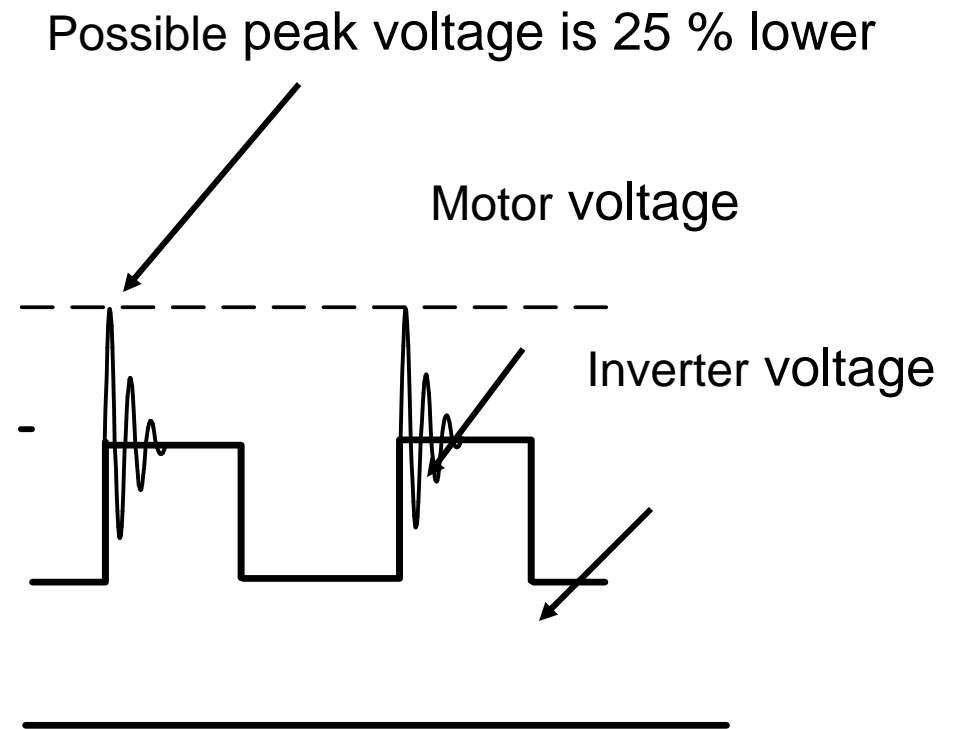 Possible peak voltage is 25 % lower
Motor voltage
Inverter voltage